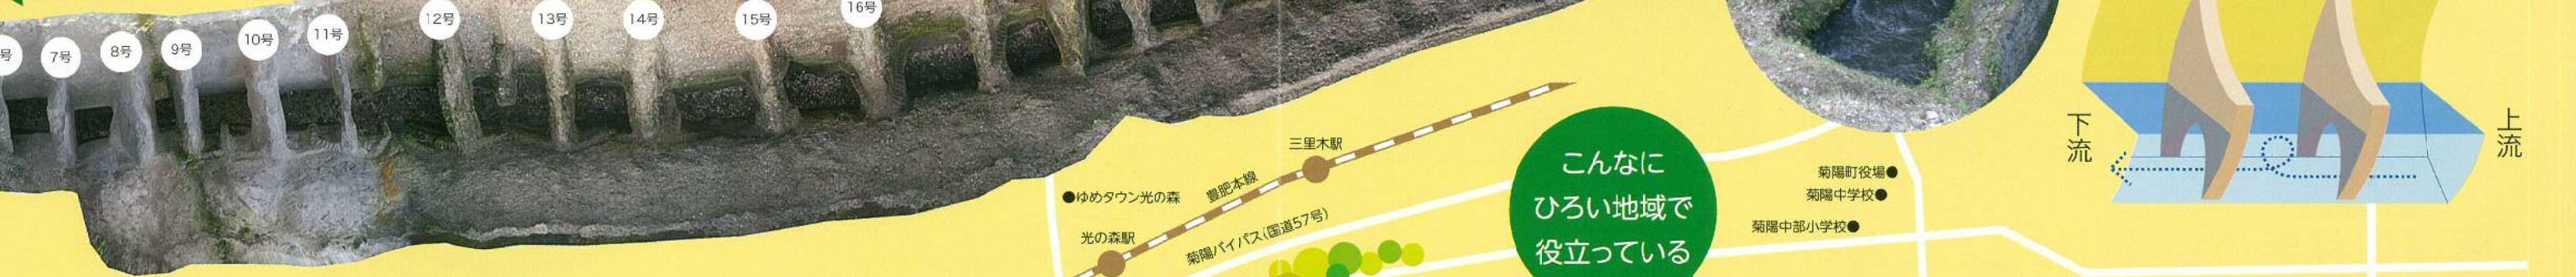 号
7号
8号
9号
10号
11号
12号
13号
14号
15号
16号
三里木駅
豊肥本線
●ゆめタウン光の森
光の森駅
菊陽バイパス(国道57号)
こんなに
ひろい地域で
役立っている
菊陽町役場●
菊陽中学校●
菊陽中部小学校●
下流
上流